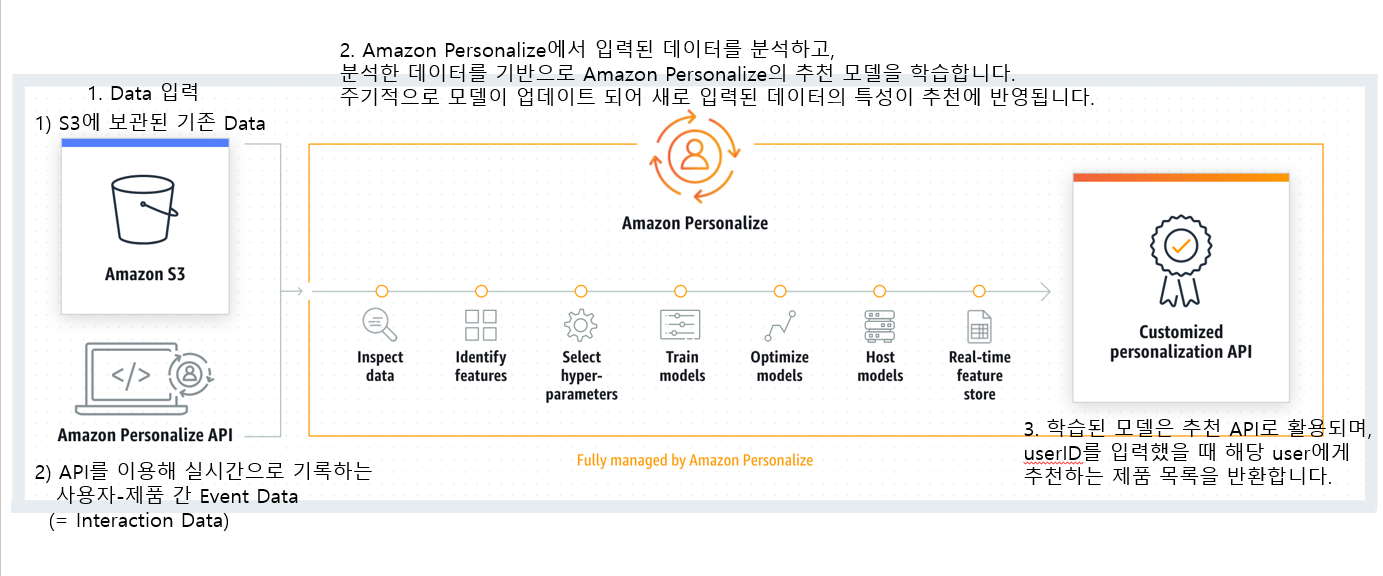 2. Amazon Personalize에서 입력된 데이터를 분석하고,
분석한 데이터를 기반으로 Amazon Personalize의 추천 모델을 학습합니다.
주기적으로 모델이 업데이트 되어 새로 입력된 데이터의 특성이 추천에 반영됩니다.
1. Data 입력
1) S3에 보관된 기존 Data
Amazon S3
</>
Amazon Personalize API
2) API를 이용해 실시간으로 기록하는
사용자-제품 간 Event Data
(= Interaction Data)
Amazon Personalize
Inspect
data
Identify
features
Select
hyper-
parameters
Train
models
Optimize
models
Host
models
Real-time
feature
store
Fully managed by Amazon Personalize
Customized
personalization API
3. 학습된 모델은 추천 API로 활용되며,
userID를 입력했을 때 해당 user에게
추천하는 제품 목록을 반환합니다.